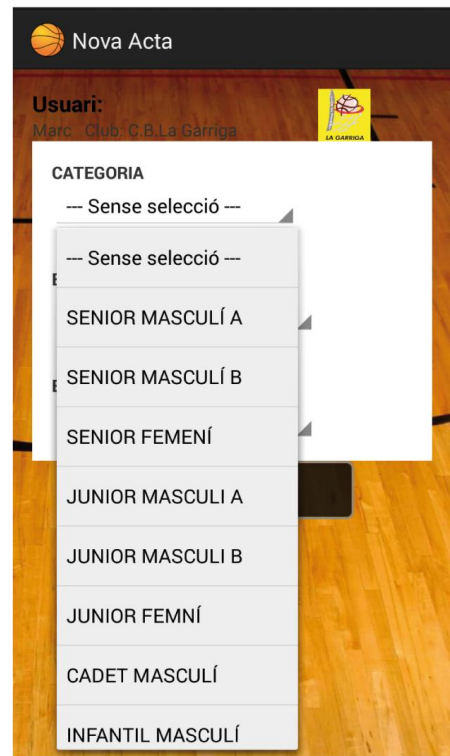 Nova Acta
Usuari:
Marc Club: C.B.La Garriga
LA GARRIGA
CATEGORIA
--- Sense selecció ---
--- Sense selecció ---
E
SENIOR MASCULÍ A
SENIOR MASCULÍ B
E
SENIOR FEMENÍ
JUNIOR MASCULI A
JUNIOR MASCULI B
JUNIOR FEMNÍ
CADET MASCULÍ
INFANTIL MASCULÍ